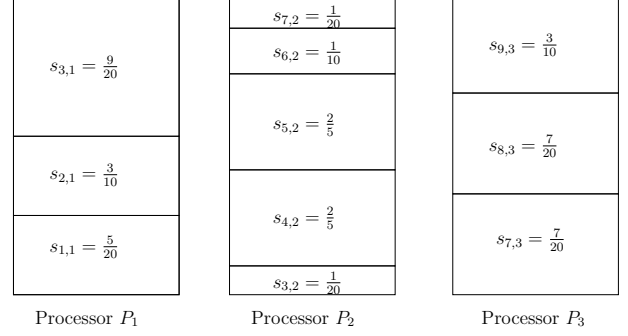 s_{3,1} = 9/20
s_{2,1} = 3/10
s_{1,1} = 5/20
Processor P_1
s_{7,2} = 1/20
s_{6,2} = 1/10
s_{5,2} = 2/5
s_{4,2} = 2/5
s_{3,2} = 1/20
Processor P_2
s_{9,3} = 3/10
s_{8,3} = 7/20
s_{7,3} = 7/20
Processor P_3